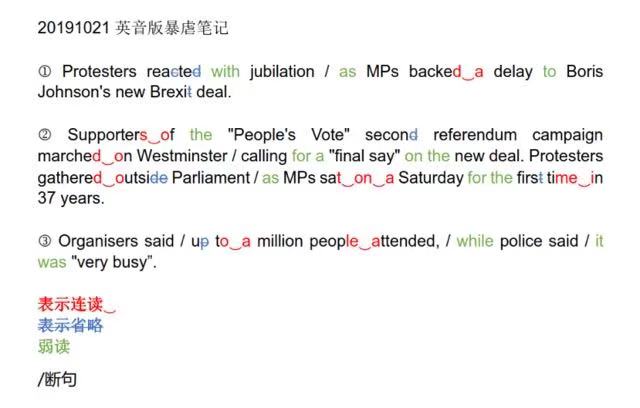 20191021 英音版暴虐笔记
① Protesters reacted with jubilation / as MPs backed‿a delay to Boris
Johnson's new Brexit deal.
② Supporters‿of the "People's Vote" second referendum campaign
marched‿on Westminster / calling for a "final say" on the new deal. Protesters
gathered‿outside Parliament / as MPs sat‿on‿a Saturday for the first time‿in
37 years.
③ Organisers said / up to‿a million people‿attended, / while police said / it
was "very busy”.
表示连读‿
表示省略
弱读
/断句